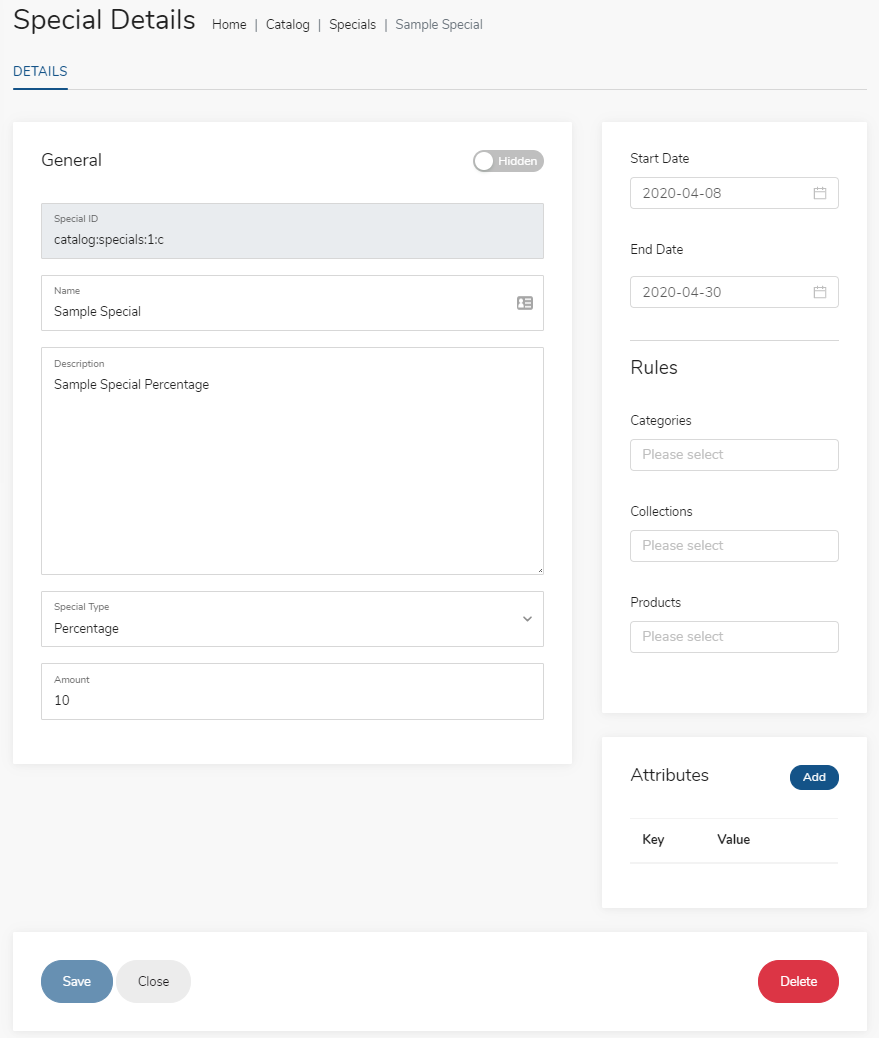 Special Details Home | Catalog | Specials | Sample Special
DETAILS
General Hidden
Special ID
catalog:specials:1:c
Name
Sample Special
Description
Sample Special Percentage
Special Type
Percentage
Amount
10
Start Date
2020-04-08
End Date
2020-04-30
Rules
Categories
Please select
Collections
Please select
Products
Please select
Attributes Add
Key Value
Save Close Delete